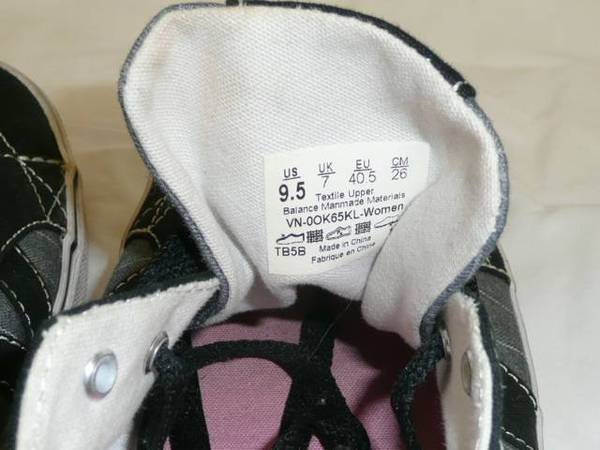 US UK EU CM
9.5 7 40.5 26
Textile Upper
Balance Manmade Materials
VN-0OK65KL-Women
TB5B
Made in China
Fabriqué en Chine